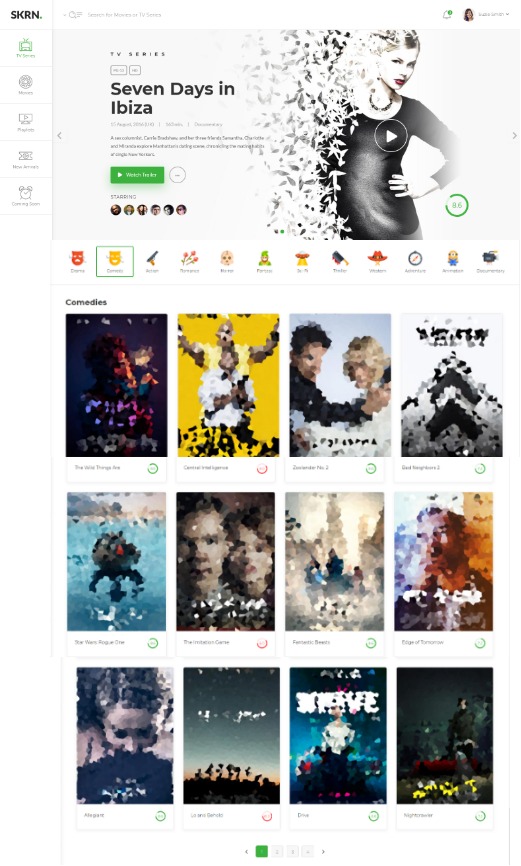 SKRN.
Search for Movies or TV Series
Suzie Smith
TV Series
Movies
Playlists
New Arrivals
Coming Soon
TV SERIES
HD
Seven Days in
Ibiza
Documentary
A sex columnist, Carrie Bradshaw, and her three friends Samantha, Charlotte
and Miranda explore Manhattan's dating scene, chronicling the mating habits
of single New Yorkers.
Watch Trailer
STARRING
8.6
Drama
Comedy
Action
Romance
Horror
Fantasy
Sci-Fi
Thriller
Western
Adventure
Animation
Documentary
Comedies
The Wild Things Are
Central Intelligence
Zoolander No. 2
Bad Neighbors 2
Star Wars: Rogue One
The Imitation Game
Fantastic Beasts
Edge of Tomorrow
Allegiant
Lo and Behold
Diva
Nightcrawler
1
2
3
4